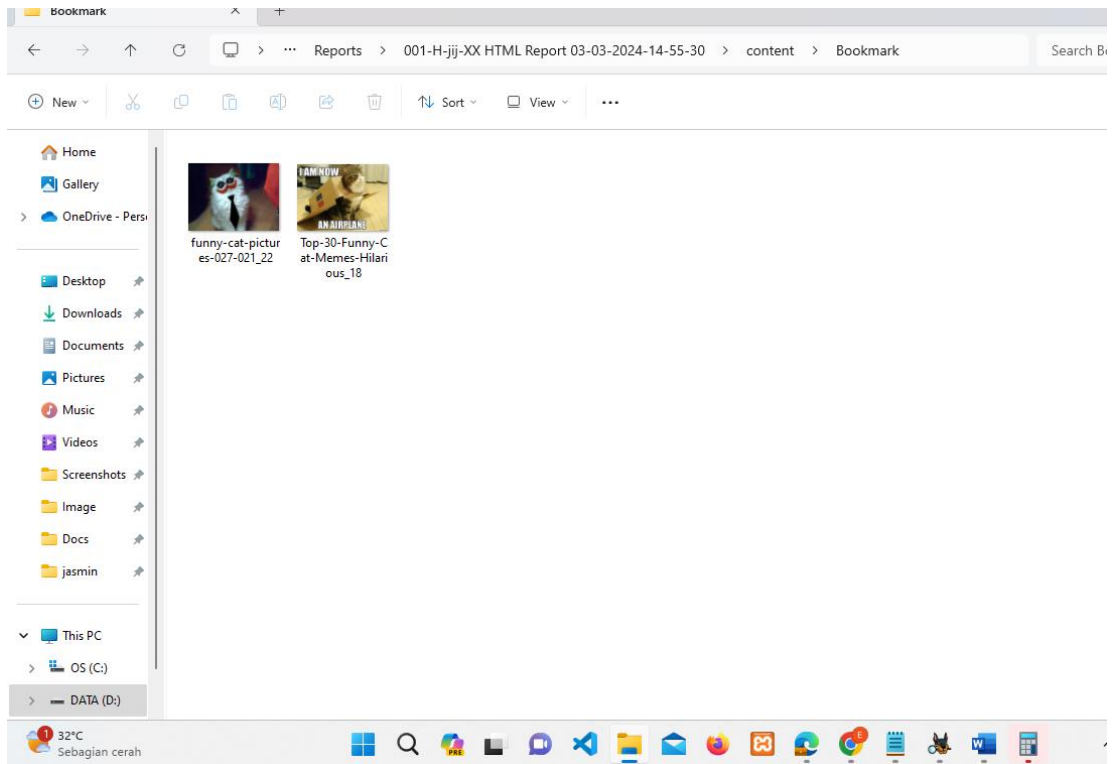 Bookmark
Reports > 001-H-jij-XX HTML Report 03-03-2024-14-55-30 > content > Bookmark
Search B
New
Sort
View
Home
Gallery
OneDrive - Pers
Desktop
Downloads
Documents
Pictures
Music
Videos
Screenshots
Image
Docs
jasmin
This PC
OS (C:)
DATA (D:)
I AM NOW
AN AIRPLANE
funny-cat-pictur
es-027-021_22
Top-30-Funny-C
at-Memes-Hilari
ous_18
1
32°C
Sebagian cerah
PRE
E
W